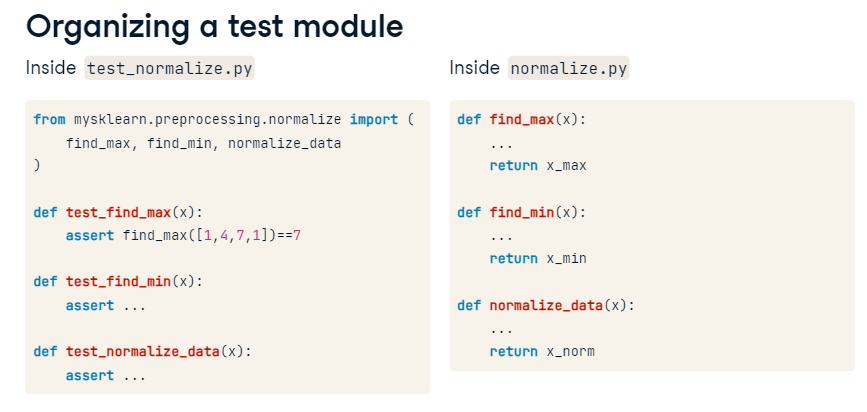 Organizing a test module
Inside test_normalize.py
from mysklearn.preprocessing.normalize import (
    find_max, find_min, normalize_data
)
def test_find_max(x):
    assert find_max([1,4,7,1])==7
def test_find_min(x):
    assert ...
def test_normalize_data(x):
    assert ...
Inside normalize.py
def find_max(x):
    ...
    return x_max
def find_min(x):
    ...
    return x_min
def normalize_data(x):
    ...
    return x_norm